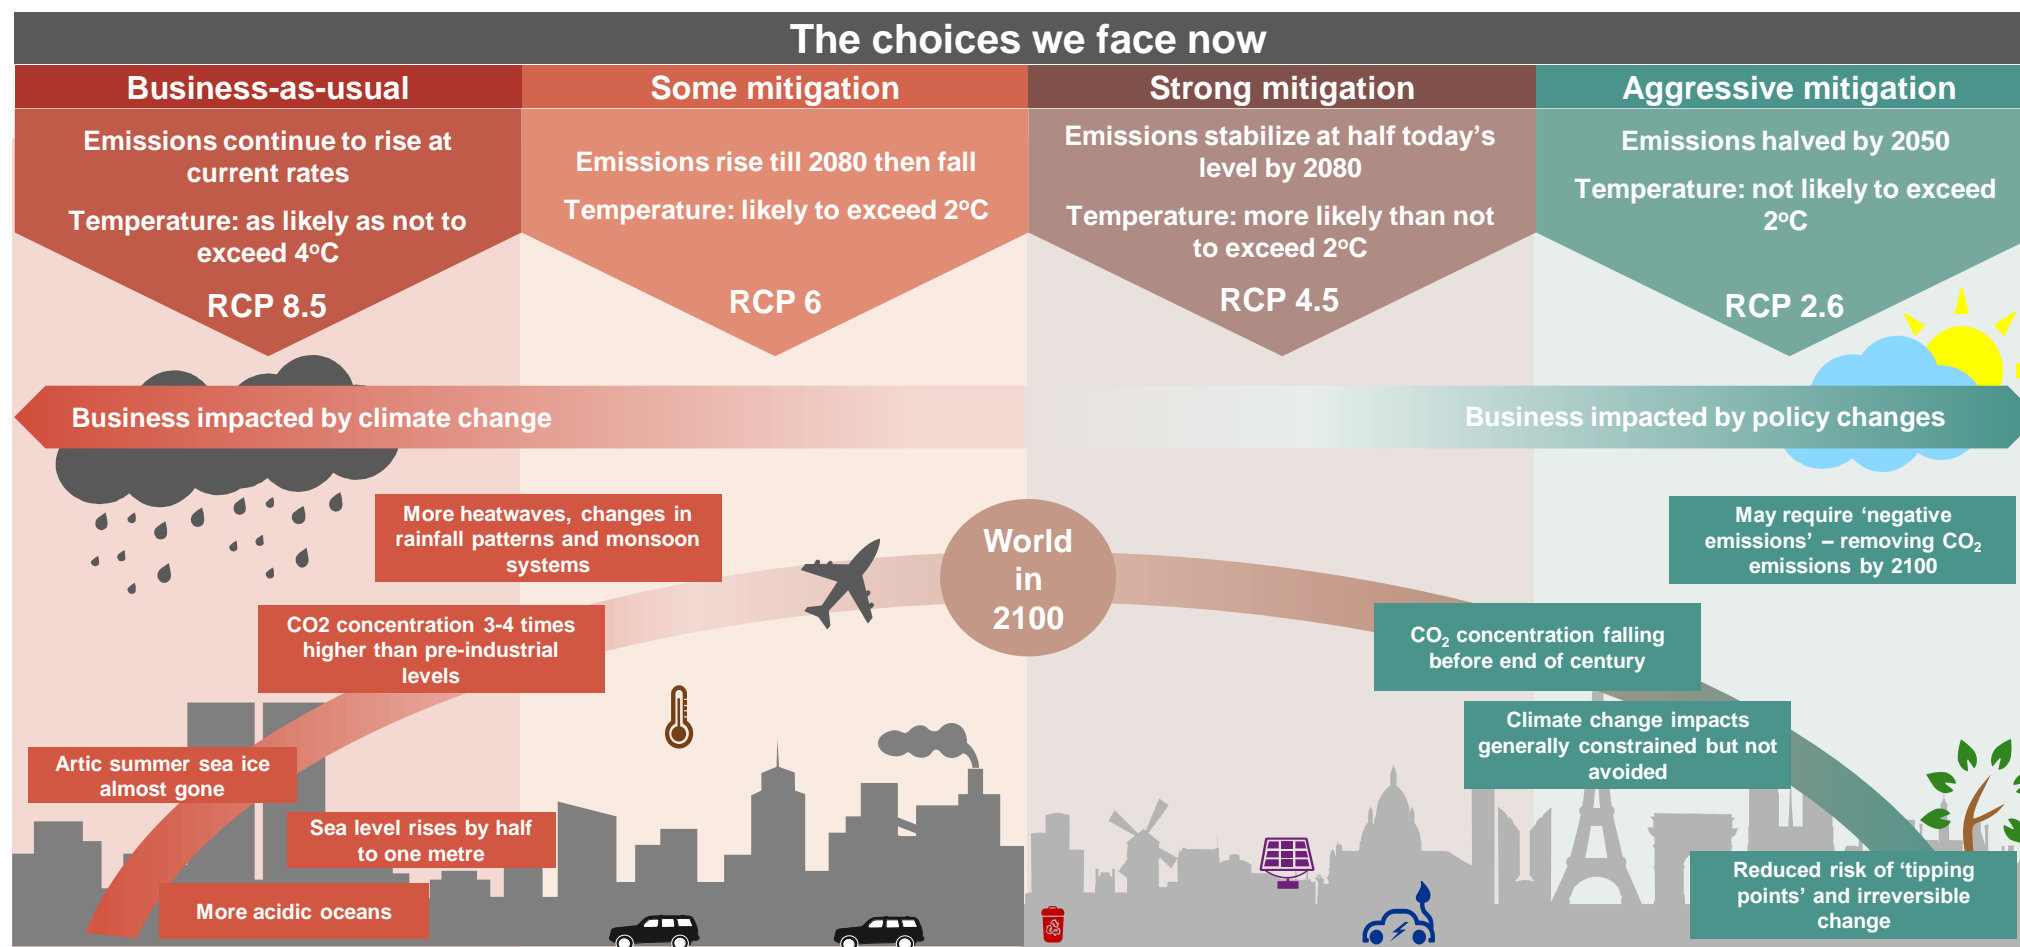 The choices we face now
Business-as-usual
Emissions continue to rise at
current rates
Temperature: as likely as not to
exceed 4ºC
RCP 8.5
Some mitigation
Emissions rise till 2080 then fall
Temperature: likely to exceed 2ºC
RCP 6
Strong mitigation
Emissions stabilize at half today’s
level by 2080
Temperature: more likely than not
to exceed 2ºC
RCP 4.5
Aggressive mitigation
Emissions halved by 2050
Temperature: not likely to exceed
2ºC
RCP 2.6
Business impacted by climate change
Business impacted by policy changes
World
in
2100
More heatwaves, changes in
rainfall patterns and monsoon
systems
CO2 concentration 3-4 times
higher than pre-industrial
levels
Artic summer sea ice
almost gone
Sea level rises by half
to one metre
More acidic oceans
May require ‘negative
emissions’ – removing CO₂
emissions by 2100
CO₂ concentration falling
before end of century
Climate change impacts
generally constrained but not
avoided
Reduced risk of ‘tipping
points’ and irreversible
change